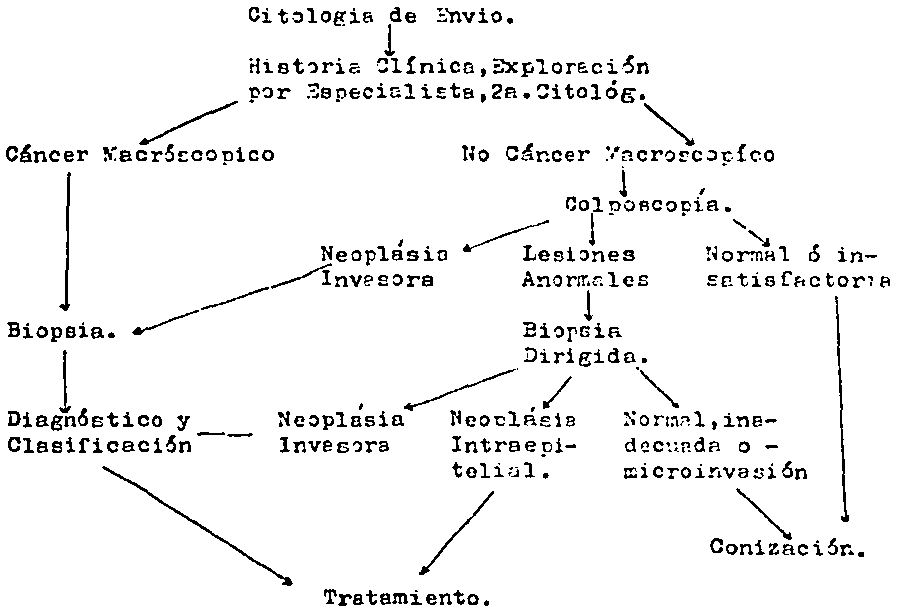 Citología de Envio.
Historia Clínica, Exploración
por Especialista, 2a. Citológ.
Cáncer Macróscopico
No Cáncer Macroscopíco
Colposcopía.
Neoplásia
Invasora
Lesiones
Anormales
Normal ó in-
satisfactoria
Biopsia.
Biopsia
Dirigida.
Diagnóstico y
Clasificación
Neoplásia
Invasora
Neoplásia
Intraepi-
telial.
Normal, ina-
decuada o -
microinvasión
Conización.
Tratamiento.